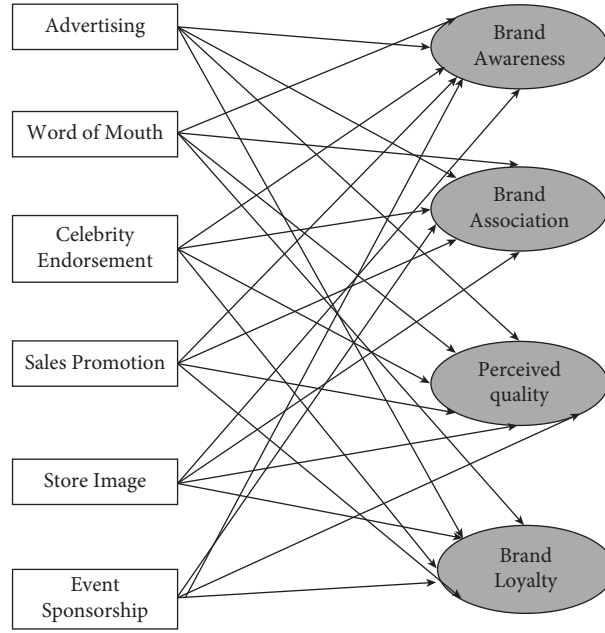 Advertising
Word of Mouth
Celebrity
Endorsement
Sales Promotion
Store Image
Event
Sponsorship
Brand
Awareness
Brand
Association
Perceived
quality
Brand
Loyalty